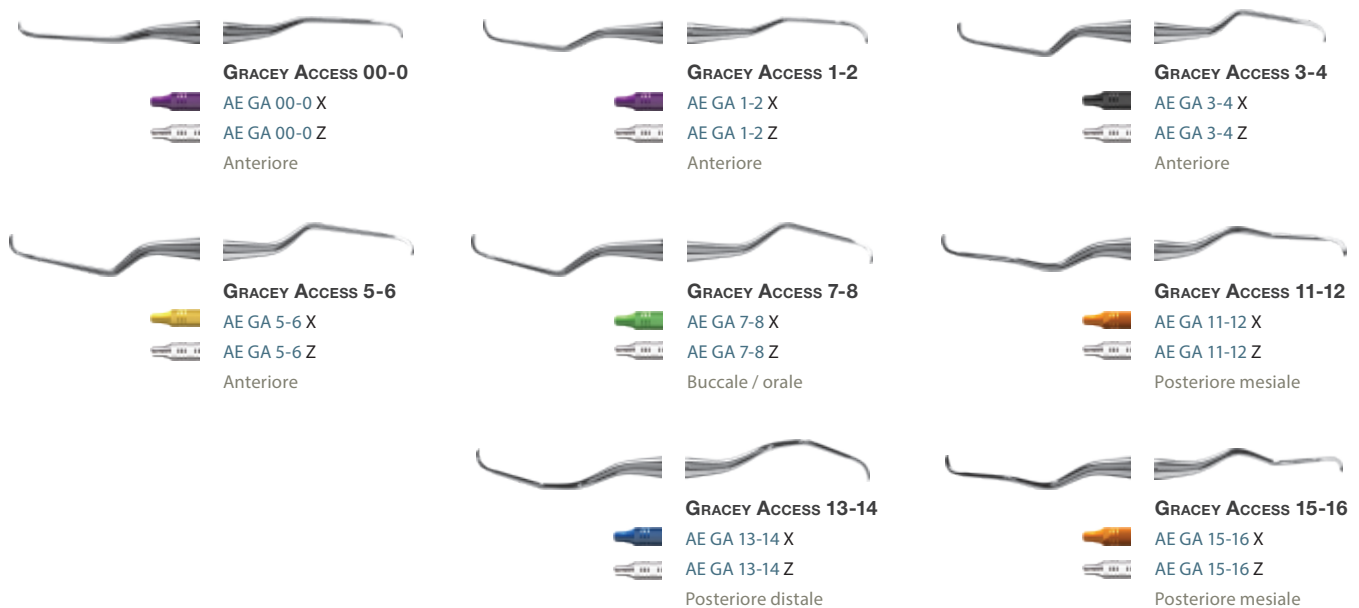 GRACEY ACCESS 00-0
AE GA 00-0 X
AE GA 00-0 Z
Anteriore
GRACEY ACCESS 1-2
AE GA 1-2 X
AE GA 1-2 Z
Anteriore
GRACEY ACCESS 3-4
AE GA 3-4 X
AE GA 3-4 Z
Anteriore
GRACEY ACCESS 5-6
AE GA 5-6 X
AE GA 5-6 Z
Anteriore
GRACEY ACCESS 7-8
AE GA 7-8 X
AE GA 7-8 Z
Buccale / orale
GRACEY ACCESS 11-12
AE GA 11-12 X
AE GA 11-12 Z
Posteriore mesiale
GRACEY ACCESS 13-14
AE GA 13-14 X
AE GA 13-14 Z
Posteriore distale
GRACEY ACCESS 15-16
AE GA 15-16 X
AE GA 15-16 Z
Posteriore mesiale